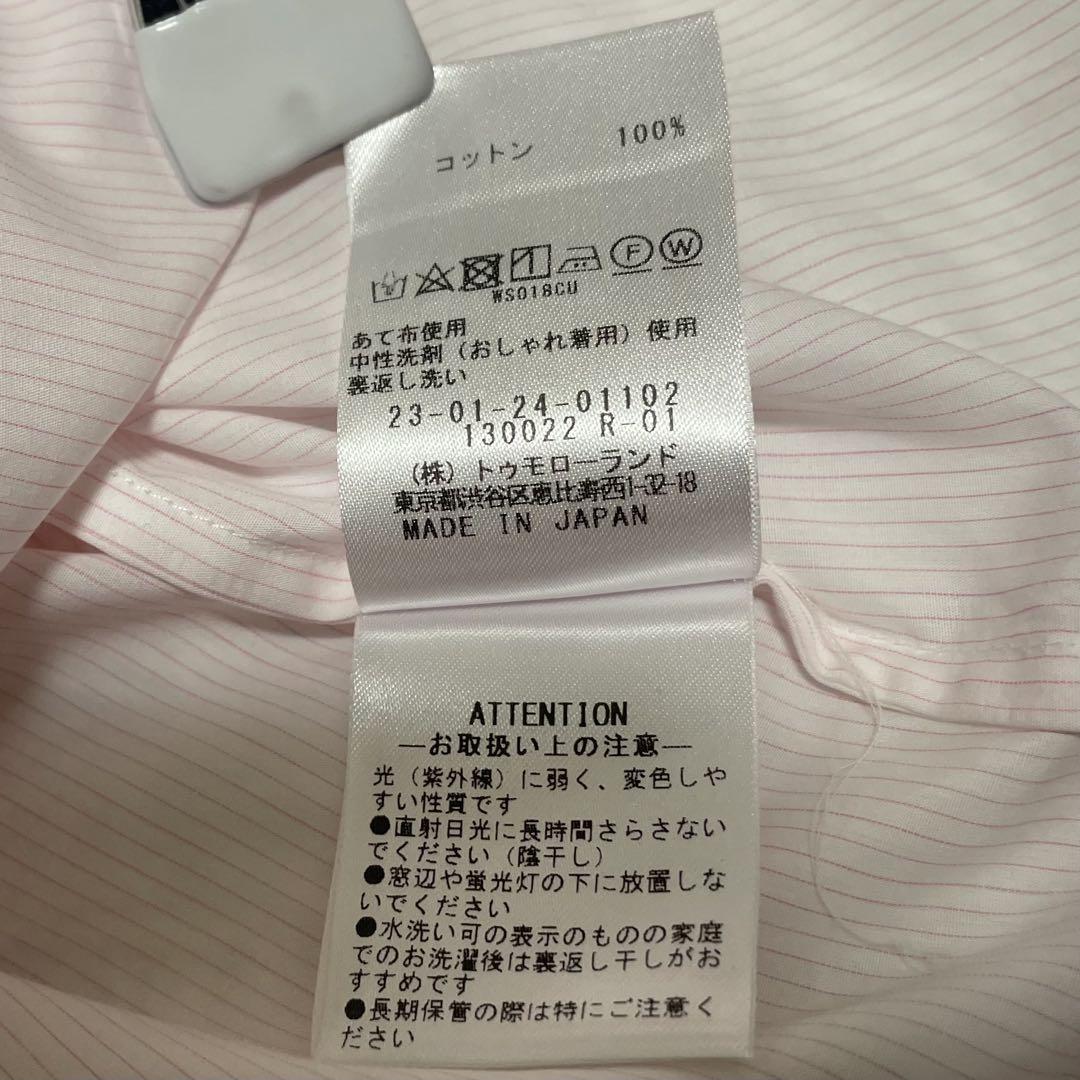 コットン 100%
F W
WS018CU
あて布使用
中性洗剤（おしゃれ着用）使用
裏返し洗い
23-01-24-01102
130022 R-01
（株）トゥモローランド
東京都渋谷区恵比寿西1-32-18
MADE IN JAPAN
ATTENTION
―お取扱い上の注意―
光（紫外線）に弱く、変色しや
すい性質です
●直射日光に長時間さらさない
でください（陰干し）
●窓辺や蛍光灯の下に放置しな
いでください
●水洗い可の表示のものの家庭
でのお洗濯後は裏返し干しがお
すすめです
●長期保管の際は特にご注意く
ださい